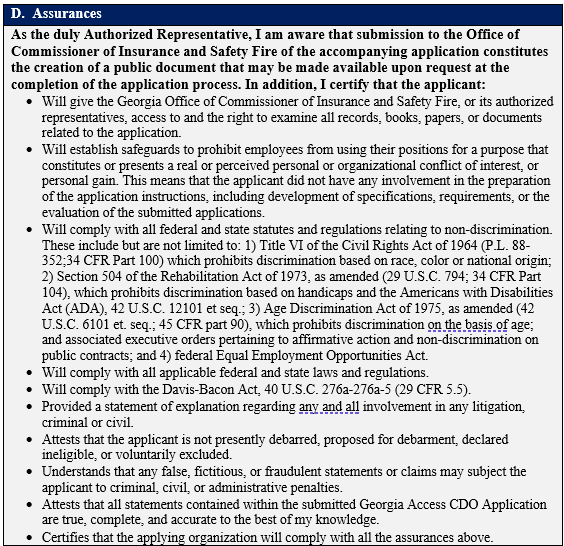 D. Assurances
As the duly Authorized Representative, I am aware that submission to the Office of
Commissioner of Insurance and Safety Fire of the accompanying application constitutes
the creation of a public document that may be made available upon request at the
completion of the application process. In addition, I certify that the applicant:
• Will give the Georgia Office of Commissioner of Insurance and Safety Fire, or its authorized
representatives, access to and the right to examine all records, books, papers, or documents
related to the application.
• Will establish safeguards to prohibit employees from using their positions for a purpose that
constitutes or presents a real or perceived personal or organizational conflict of interest, or
personal gain. This means that the applicant did not have any involvement in the preparation
of the application instructions, including development of specifications, requirements, or the
evaluation of the submitted applications.
• Will comply with all federal and state statutes and regulations relating to non-discrimination.
These include but are not limited to: 1) Title VI of the Civil Rights Act of 1964 (P.L. 88-
352;34 CFR Part 100) which prohibits discrimination based on race, color or national origin;
2) Section 504 of the Rehabilitation Act of 1973, as amended (29 U.S.C. 794; 34 CFR Part
104), which prohibits discrimination based on handicaps and the Americans with Disabilities
Act (ADA), 42 U.S.C. 12101 et seq.; 3) Age Discrimination Act of 1975, as amended (42
U.S.C. 6101 et. seq.; 45 CFR part 90), which prohibits discrimination on the basis of age;
and associated executive orders pertaining to affirmative action and non-discrimination on
public contracts; and 4) federal Equal Employment Opportunities Act.
• Will comply with all applicable federal and state laws and regulations.
• Will comply with the Davis-Bacon Act, 40 U.S.C. 276a-276a-5 (29 CFR 5.5).
• Provided a statement of explanation regarding any and all involvement in any litigation,
criminal or civil.
• Attests that the applicant is not presently debarred, proposed for debarment, declared
ineligible, or voluntarily excluded.
• Understands that any false, fictitious, or fraudulent statements or claims may subject the
applicant to criminal, civil, or administrative penalties.
• Attests that all statements contained within the submitted Georgia Access CDO Application
are true, complete, and accurate to the best of my knowledge.
• Certifies that the applying organization will comply with all the assurances above.